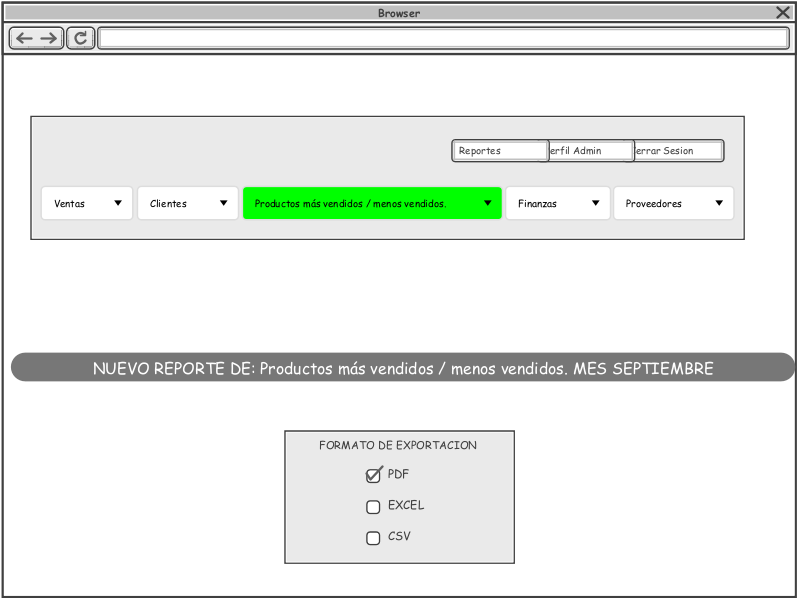 Browser
Reportes erfil Admin errar Sesion
Ventas Clientes Productos más vendidos / menos vendidos. Finanzas Proveedores
NUEVO REPORTE DE: Productos más vendidos / menos vendidos. MES SEPTIEMBRE
FORMATO DE EXPORTACION
PDF
EXCEL
CSV